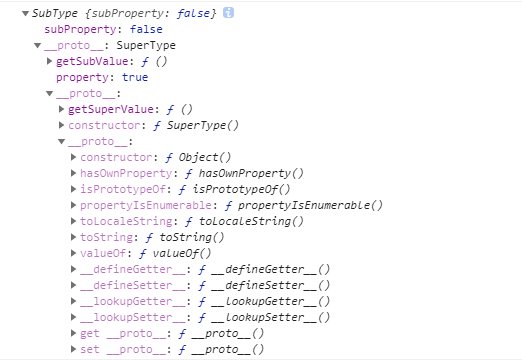 SubType {subProperty: false} i
subProperty: false
__proto__: SuperType
getSubValue: ƒ ()
property: true
__proto__:
getSuperValue: ƒ ()
constructor: ƒ SuperType()
__proto__:
constructor: ƒ Object()
hasOwnProperty: ƒ hasOwnProperty()
isPrototypeOf: ƒ isPrototypeOf()
propertyIsEnumerable: ƒ propertyIsEnumerable()
toLocaleString: ƒ toLocaleString()
toString: ƒ toString()
valueOf: ƒ valueOf()
__defineGetter__: ƒ __defineGetter__()
__defineSetter__: ƒ __defineSetter__()
__lookupGetter__: ƒ __lookupGetter__()
__lookupSetter__: ƒ __lookupSetter__()
get __proto__: ƒ __proto__()
set __proto__: ƒ __proto__()